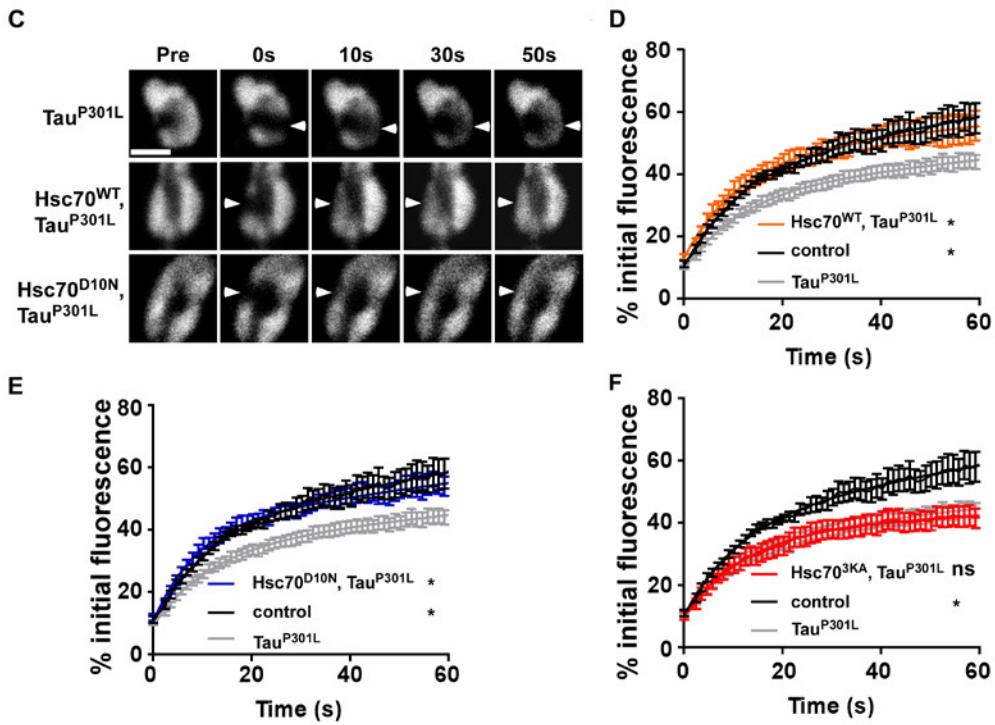 C
Pre 0s 10s 30s 50s
Tau^P301L
Hsc70^WT,
Tau^P301L
Hsc70^D10N,
Tau^P301L
D
80
60
40
20
0
% initial fluorescence
Hsc70^WT, Tau^P301L *
control *
Tau^P301L
0 20 40 60
Time (s)
E
80
60
40
20
0
% initial fluorescence
Hsc70^D10N, Tau^P301L *
control *
Tau^P301L
0 20 40 60
Time (s)
F
80
60
40
20
0
% initial fluorescence
Hsc70^3KA, Tau^P301L ns
control *
Tau^P301L
0 20 40 60
Time (s)